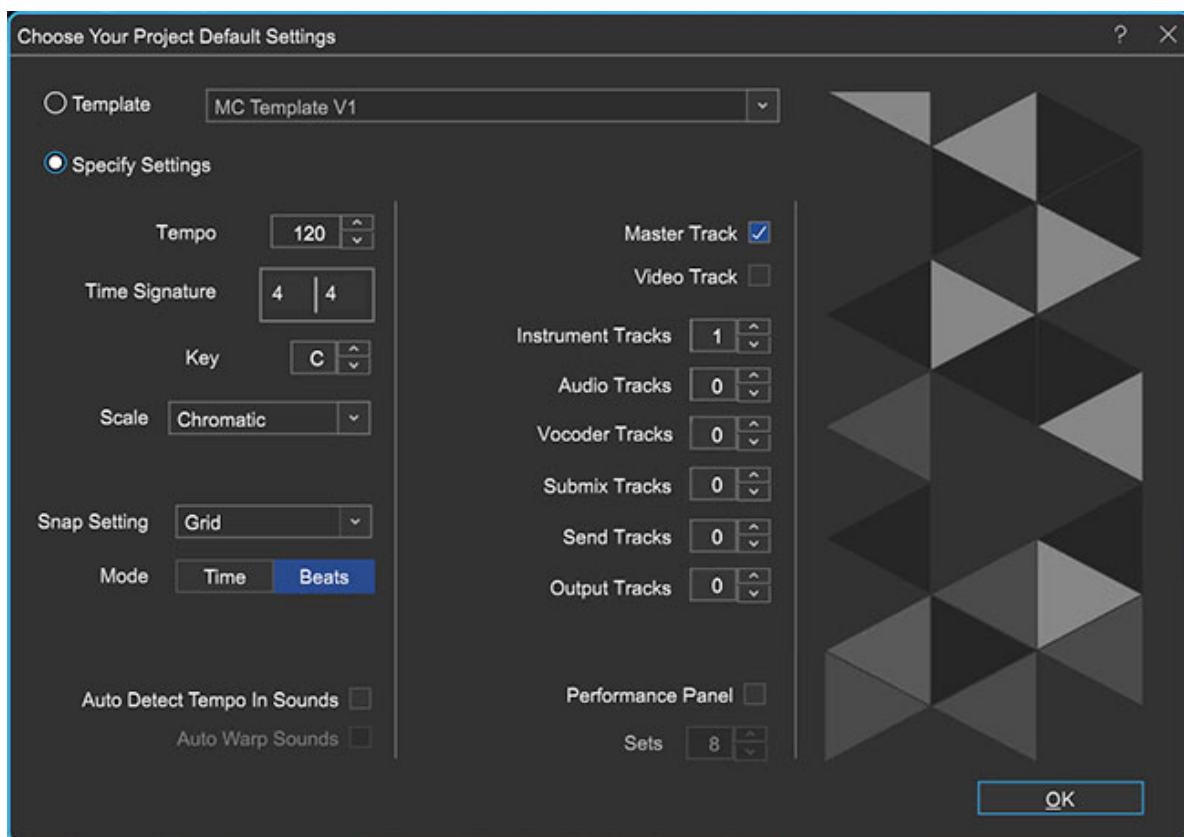 Choose Your Project Default Settings ?
Template MC Template V1
Specify Settings
Tempo 120
Time Signature 4 4
Key C
Scale Chromatic
Snap Setting Grid
Mode Time Beats
Auto Detect Tempo In Sounds
Auto Warp Sounds
Master Track
Video Track
Instrument Tracks 1
Audio Tracks 0
Vocoder Tracks 0
Submix Tracks 0
Send Tracks 0
Output Tracks 0
Performance Panel
Sets 8
OK